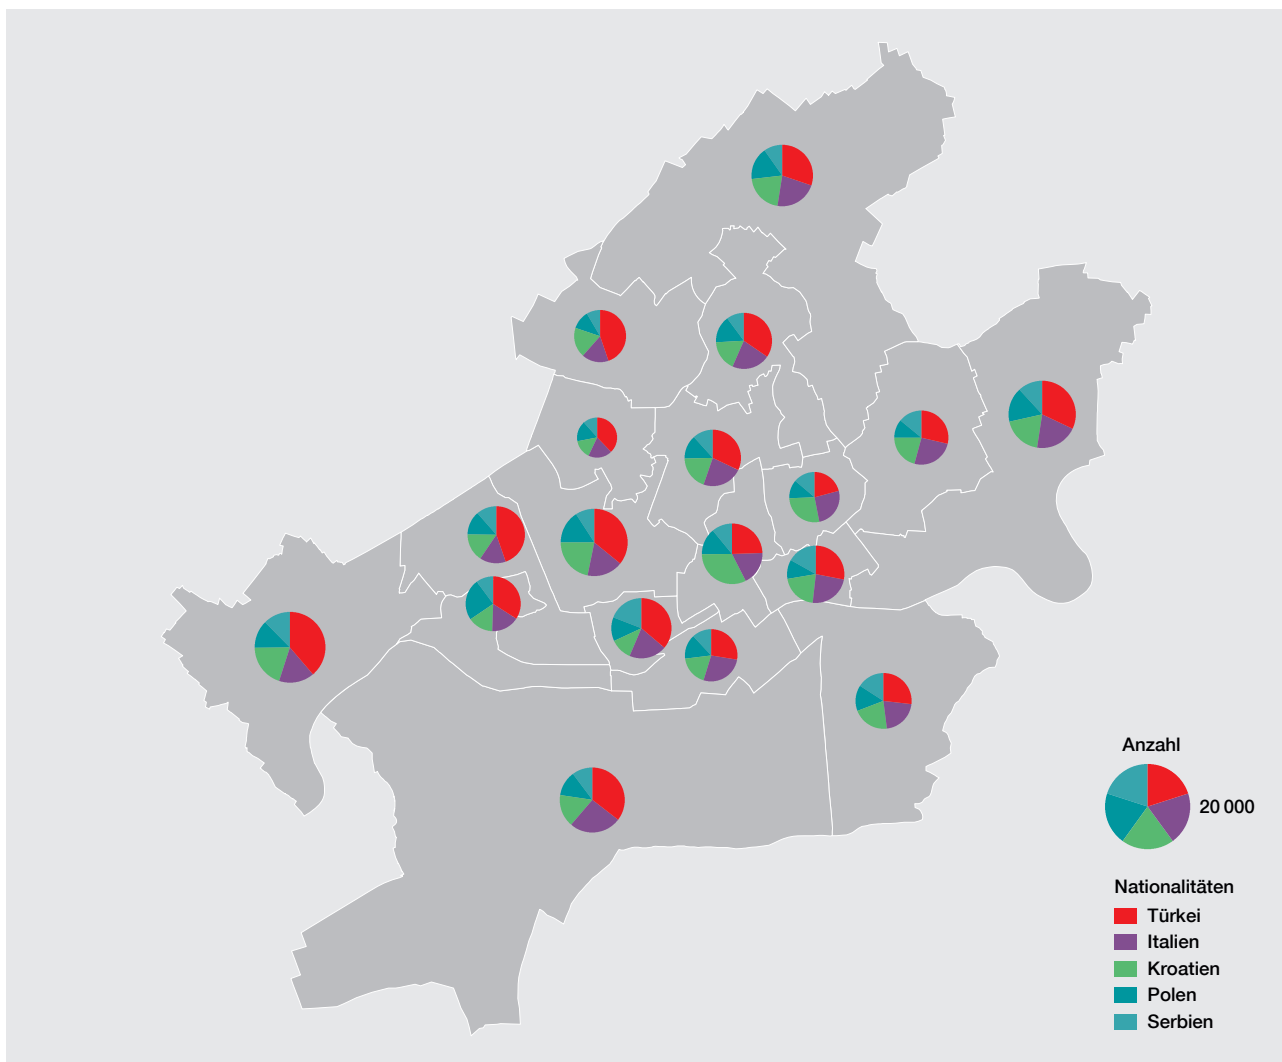 Anzahl
20 000
Nationalitäten
Türkei
Italien
Kroatien
Polen
Serbien